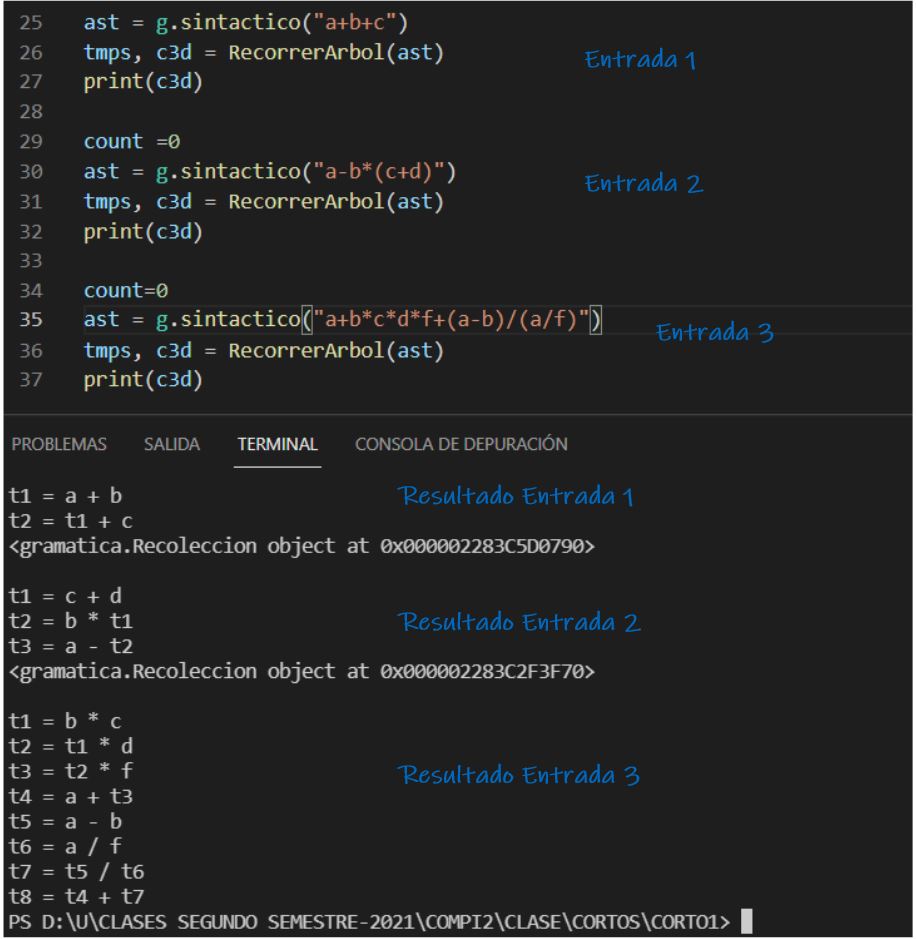 25 ast = g.sintactico("a+b+c")
26 tmps, c3d = RecorrerArbol(ast) Entrada 1
27 print(c3d)
28
29 count =0
30 ast = g.sintactico("a-b*(c+d)") Entrada 2
31 tmps, c3d = RecorrerArbol(ast)
32 print(c3d)
33
34 count=0
35 ast = g.sintactico("a+b*c*d*f+(a-b)/(a/f)") Entrada 3
36 tmps, c3d = RecorrerArbol(ast)
37 print(c3d)
PROBLEMAS SALIDA TERMINAL CONSOLA DE DEPURACIÓN
t1 = a + b Resultado Entrada 1
t2 = t1 + c
<gramatica.Recoleccion object at 0x000002283C5D0790>
t1 = c + d
t2 = b * t1 Resultado Entrada 2
t3 = a - t2
<gramatica.Recoleccion object at 0x000002283C2F3F70>
t1 = b * c
t2 = t1 * d
t3 = t2 * f Resultado Entrada 3
t4 = a + t3
t5 = a - b
t6 = a / f
t7 = t5 / t6
t8 = t4 + t7
PS D:\U\CLASES SEGUNDO SEMESTRE-2021\COMPI2\CLASE\CORTOS\CORTO1>